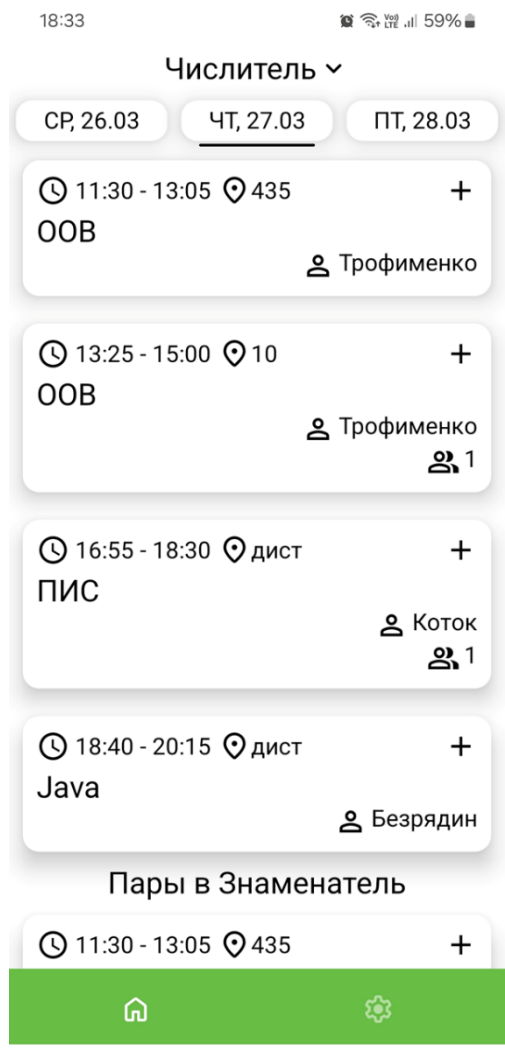 18:33 59%
Числитель
СР, 26.03 ЧТ, 27.03 ПТ, 28.03
11:30 - 13:05 435 +
ООВ
Трофименко
13:25 - 15:00 10 +
ООВ
Трофименко
1
16:55 - 18:30 дист +
ПИС
Коток
1
18:40 - 20:15 дист +
Java
Безрядин
Пары в Знаменатель
11:30 - 13:05 435 +